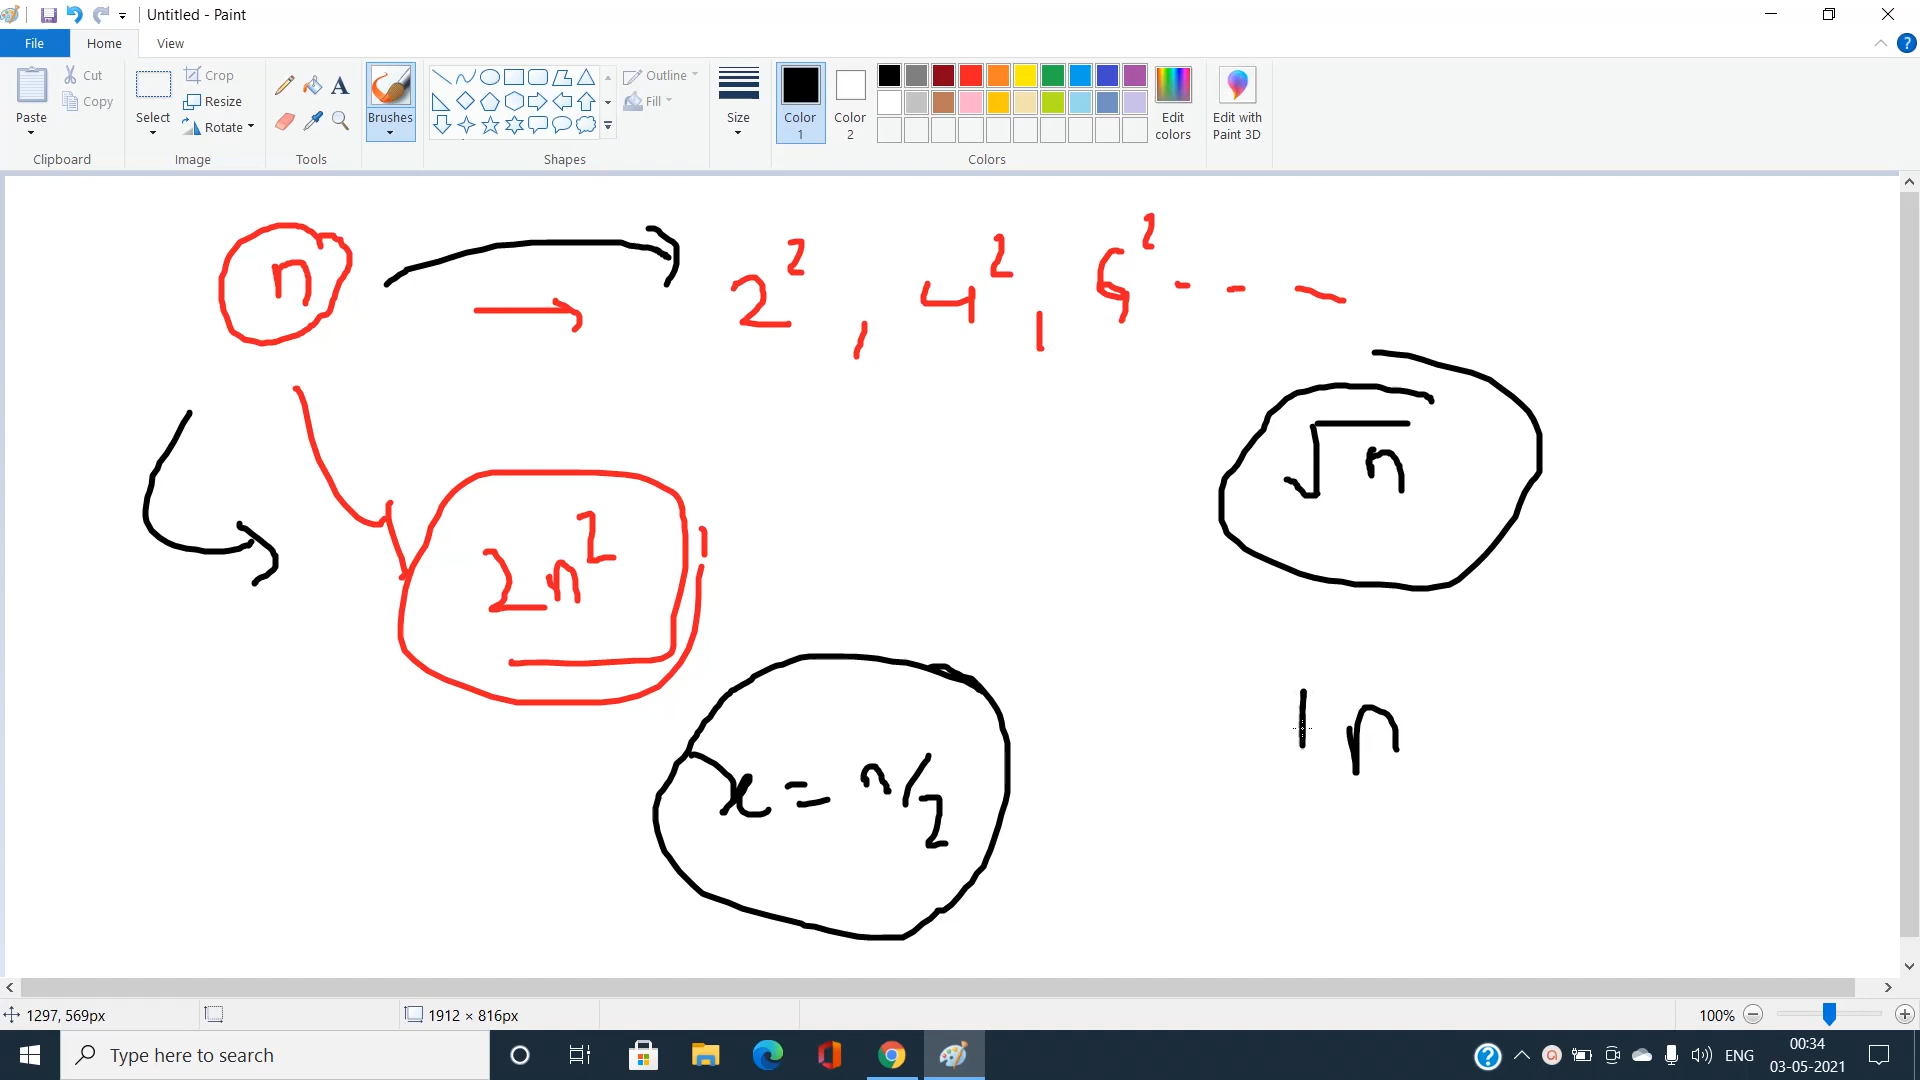 Untitled - Paint
File Home View
Paste Cut Copy Clipboard
Select Crop Resize Rotate Image
Tools
Brushes
Outline Fill Shapes
Size
Color 1 Color 2 Edit colors Colors
Edit with Paint 3D
n 2², 4², 6² - - -
√n
2n²
1 n
x = n/2
1297, 569px 1912 × 816px 100%
Type here to search ENG 00:34
03-05-2021